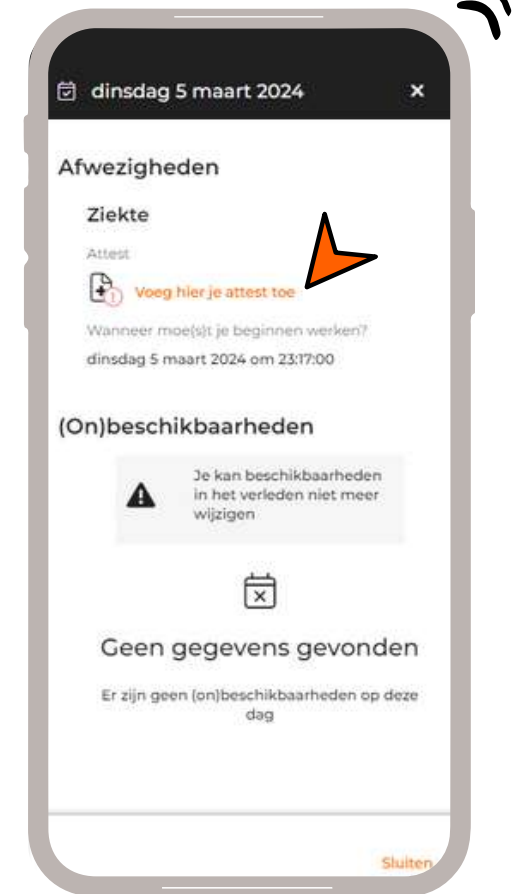 dinsdag 5 maart 2024
Afwezigheden
Ziekte
Attest
Voeg hier je attest toe
Wanneer moe(s)t je beginnen werken?
dinsdag 5 maart 2024 om 23:17:00
(On)beschikbaarheden
Je kan beschikbaarheden
in het verleden niet meer
wijzigen
Geen gegevens gevonden
Er zijn geen (on)beschikbaarheden op deze
dag
Sluiten